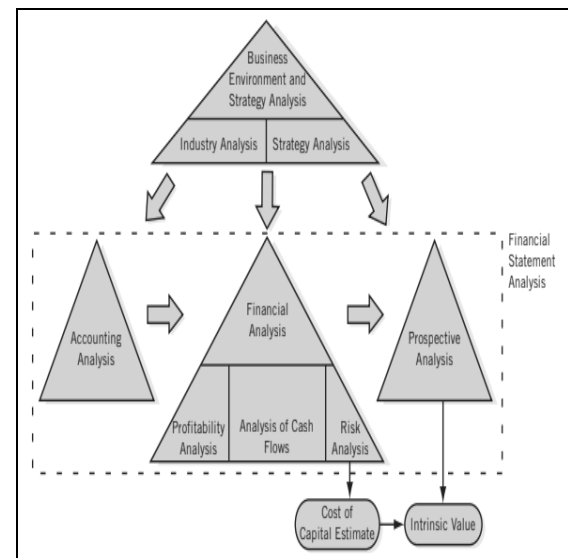 Business
Environment and
Strategy Analysis
Industry Analysis
Strategy Analysis
Financial
Statement
Analysis
Accounting
Analysis
Financial
Analysis
Prospective
Analysis
Profitability
Analysis
Analysis of Cash
Flows
Risk
Analysis
Cost of
Capital Estimate
Intrinsic Value